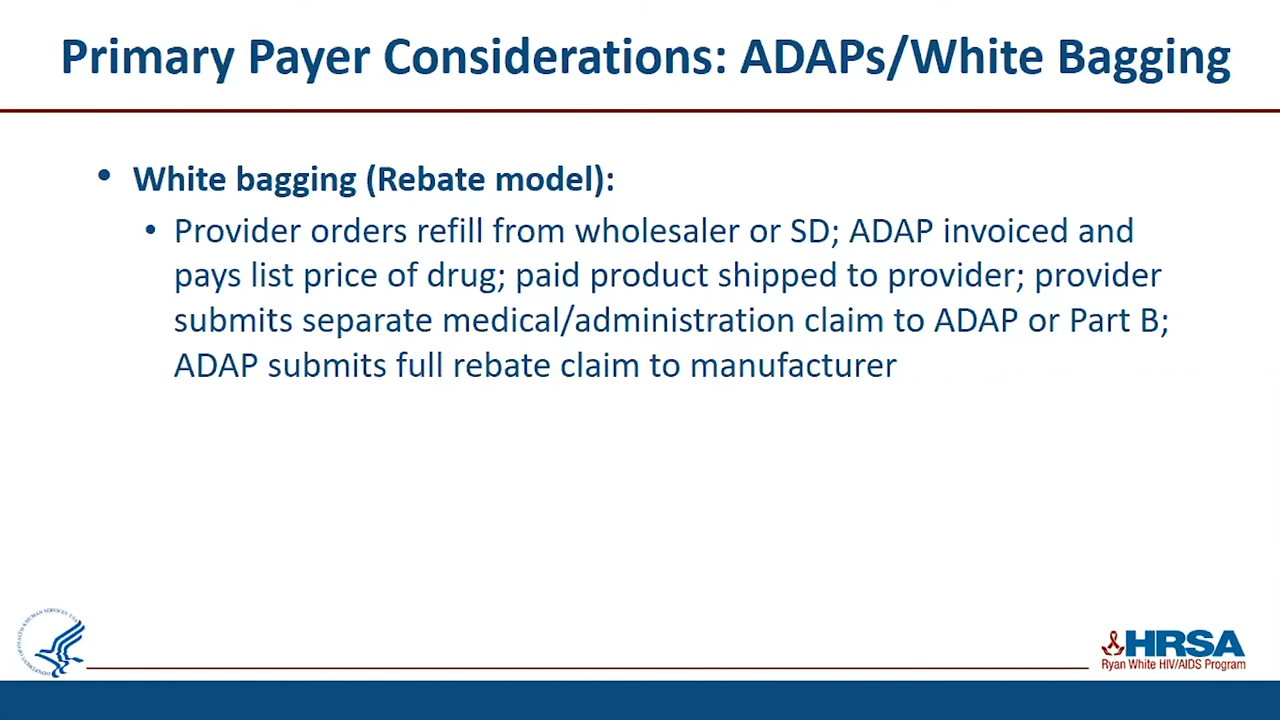 Primary Payer Considerations: ADAPs/White Bagging
• White bagging (Rebate model):
• Provider orders refill from wholesaler or SD; ADAP invoiced and
pays list price of drug; paid product shipped to provider; provider
submits separate medical/administration claim to ADAP or Part B;
ADAP submits full rebate claim to manufacturer
HRSA
Ryan White HIV/AIDS Program